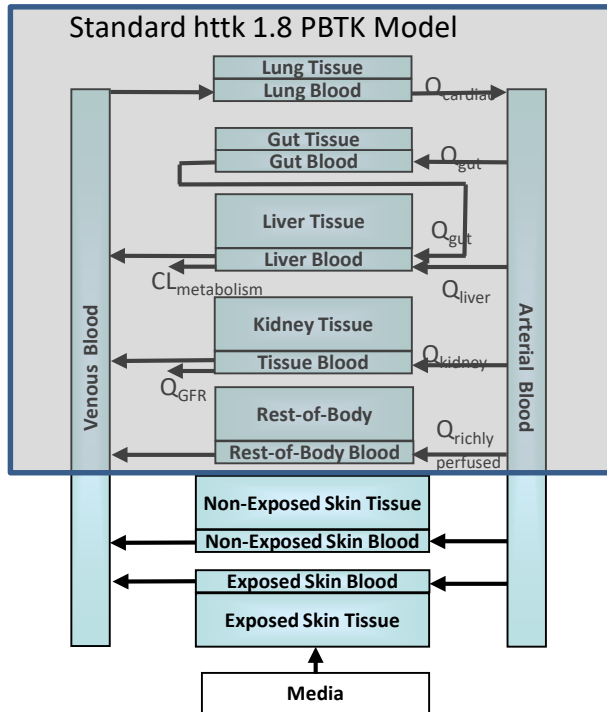 Standard httk 1.8 PBTK Model
Lung Tissue
Lung Blood
Qcardiac
Gut Tissue
Gut Blood
Qgut
Liver Tissue
Qgut
Liver Blood
CLmetabolism
Qliver
Kidney Tissue
Tissue Blood
Qkidney
QGFR
Rest-of-Body
Qrichly
perfused
Rest-of-Body Blood
Venous Blood
Arterial Blood
Non-Exposed Skin Tissue
Non-Exposed Skin Blood
Exposed Skin Blood
Exposed Skin Tissue
Media